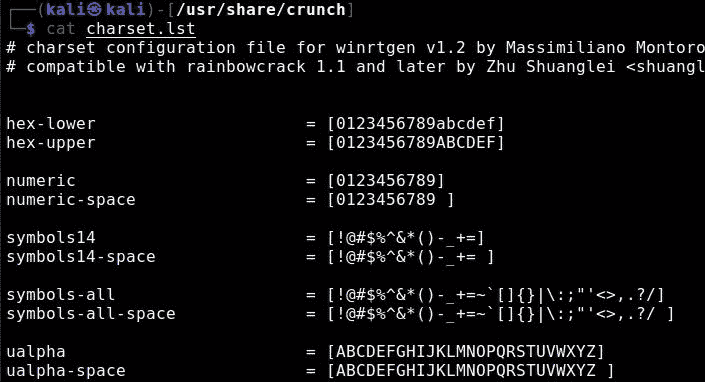 ┌──(kali㉿kali)-[/usr/share/crunch]
└─$ cat charset.lst
# charset configuration file for winrtgen v1.2 by Massimiliano Montoro
# compatible with rainbowcrack 1.1 and later by Zhu Shuanglei <shuangl
hex-lower = [0123456789abcdef]
hex-upper = [0123456789ABCDEF]
numeric = [0123456789]
numeric-space = [0123456789 ]
symbols14 = [!@#$%^&*()-_+=]
symbols14-space = [!@#$%^&*()-_+= ]
symbols-all = [!@#$%^&*()-_+=~`[]{}|\:;"'<>,.?/]
symbols-all-space = [!@#$%^&*()-_+=~`[]{}|\:;"'<>,.?/ ]
ualpha = [ABCDEFGHIJKLMNOPQRSTUVWXYZ]
ualpha-space = [ABCDEFGHIJKLMNOPQRSTUVWXYZ ]